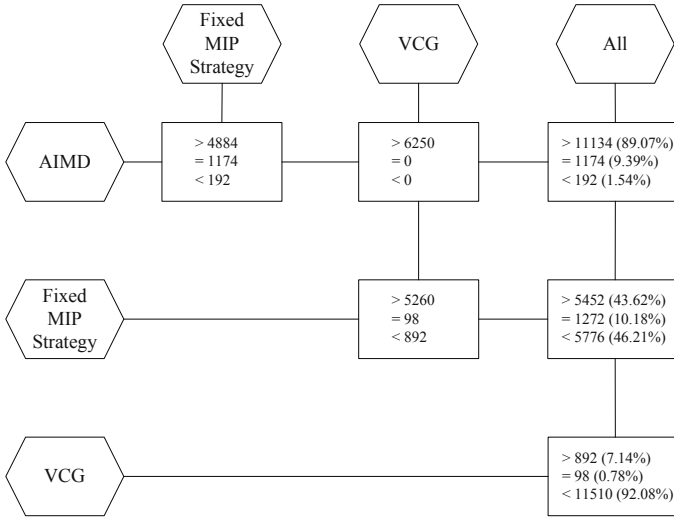 Fixed
MIP
Strategy
VCG
All
AIMD
> 4884
= 1174
< 192
> 6250
= 0
< 0
> 11134 (89.07%)
= 1174 (9.39%)
< 192 (1.54%)
Fixed
MIP
Strategy
> 5260
= 98
< 892
> 5452 (43.62%)
= 1272 (10.18%)
< 5776 (46.21%)
VCG
> 892 (7.14%)
= 98 (0.78%)
< 11510 (92.08%)